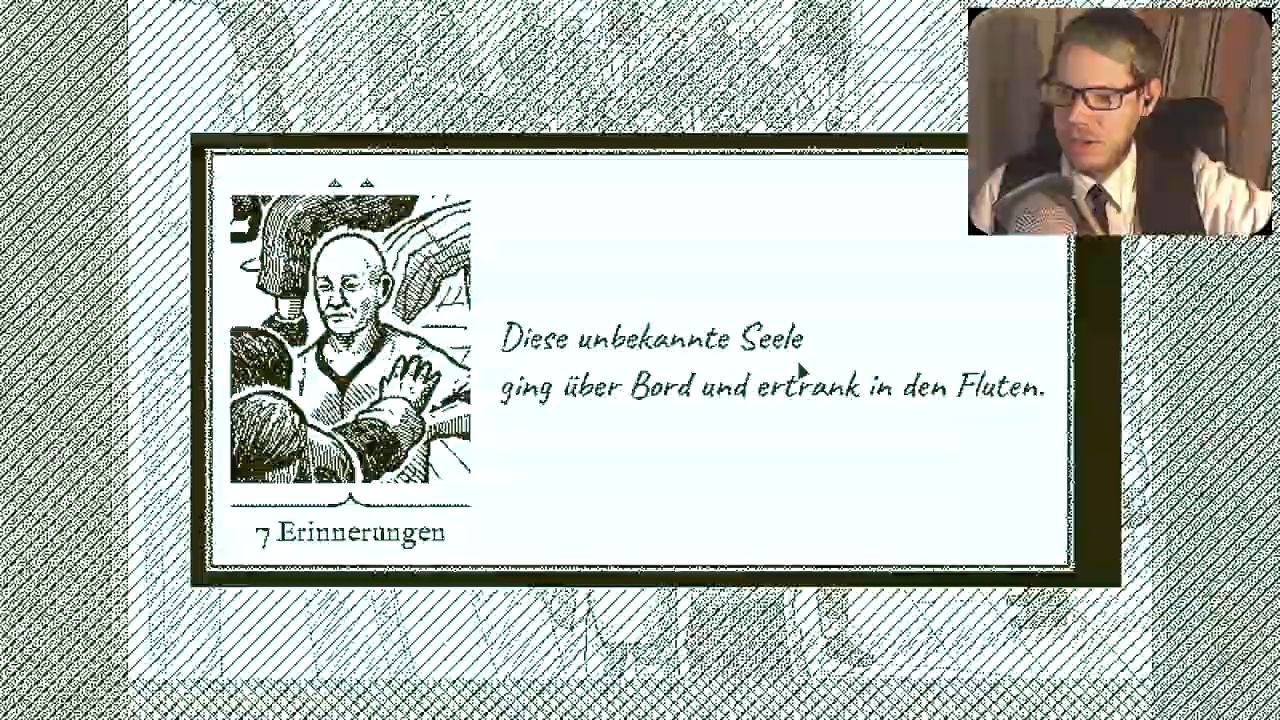 Diese unbekannte Seele
ging über Bord und ertrank in den Fluten.
7 Erinnerungen